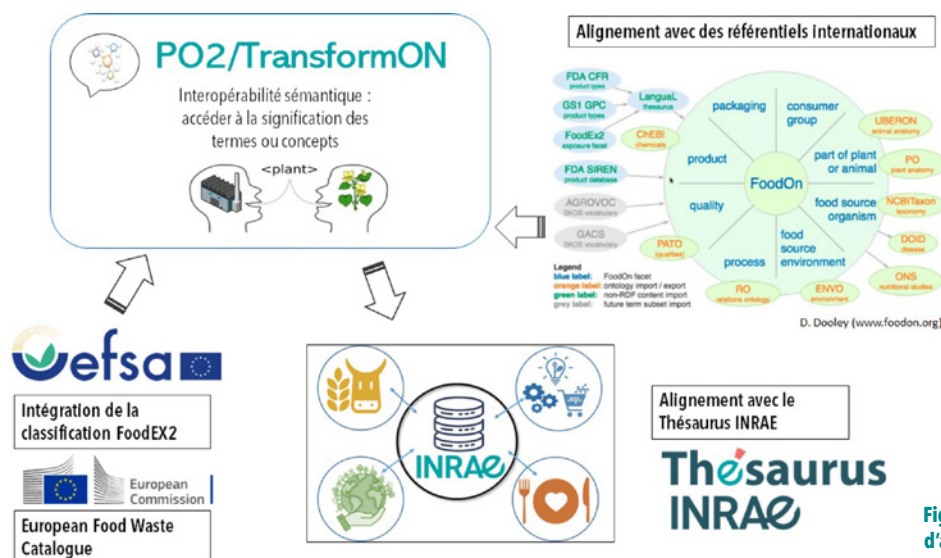 PO2/TransformON
Interopérabilité sémantique :
accéder à la signification des
termes ou concepts
<plant>
Alignement avec des référentiels internationaux
FDA CFR
product types
GS1 GPC
product types
FoodEx2
exposure facet
FDA SIREN
product database
AGROVOC
SKOS vocabulary
GACS
SKOS vocabulary
LanguaL
thesaurus
ChEBI
chemicals
packaging
consumer
group
product
part of plant
or animal
FoodOn
quality
food source
organism
process
food
source
environment
UBERON
animal anatomy
PO
plant anatomy
NCBITaxon
taxonomy
DOID
disease
ONS
nutritional studies
ENVO
environment
RO
relations ontology
PATO
(qualities)
Legend
blue label: FoodOn facet
orange label: ontology import / export
green label: non-RDF content import
grey label: future term subset import
D. Dooley (www.foodon.org)
efsa
Intégration de la
classification FoodEX2
European
Commission
European Food Waste
Catalogue
INRAE
Alignement avec le
Thésaurus INRAE
Thésaurus
INRAE
Fig
d'a